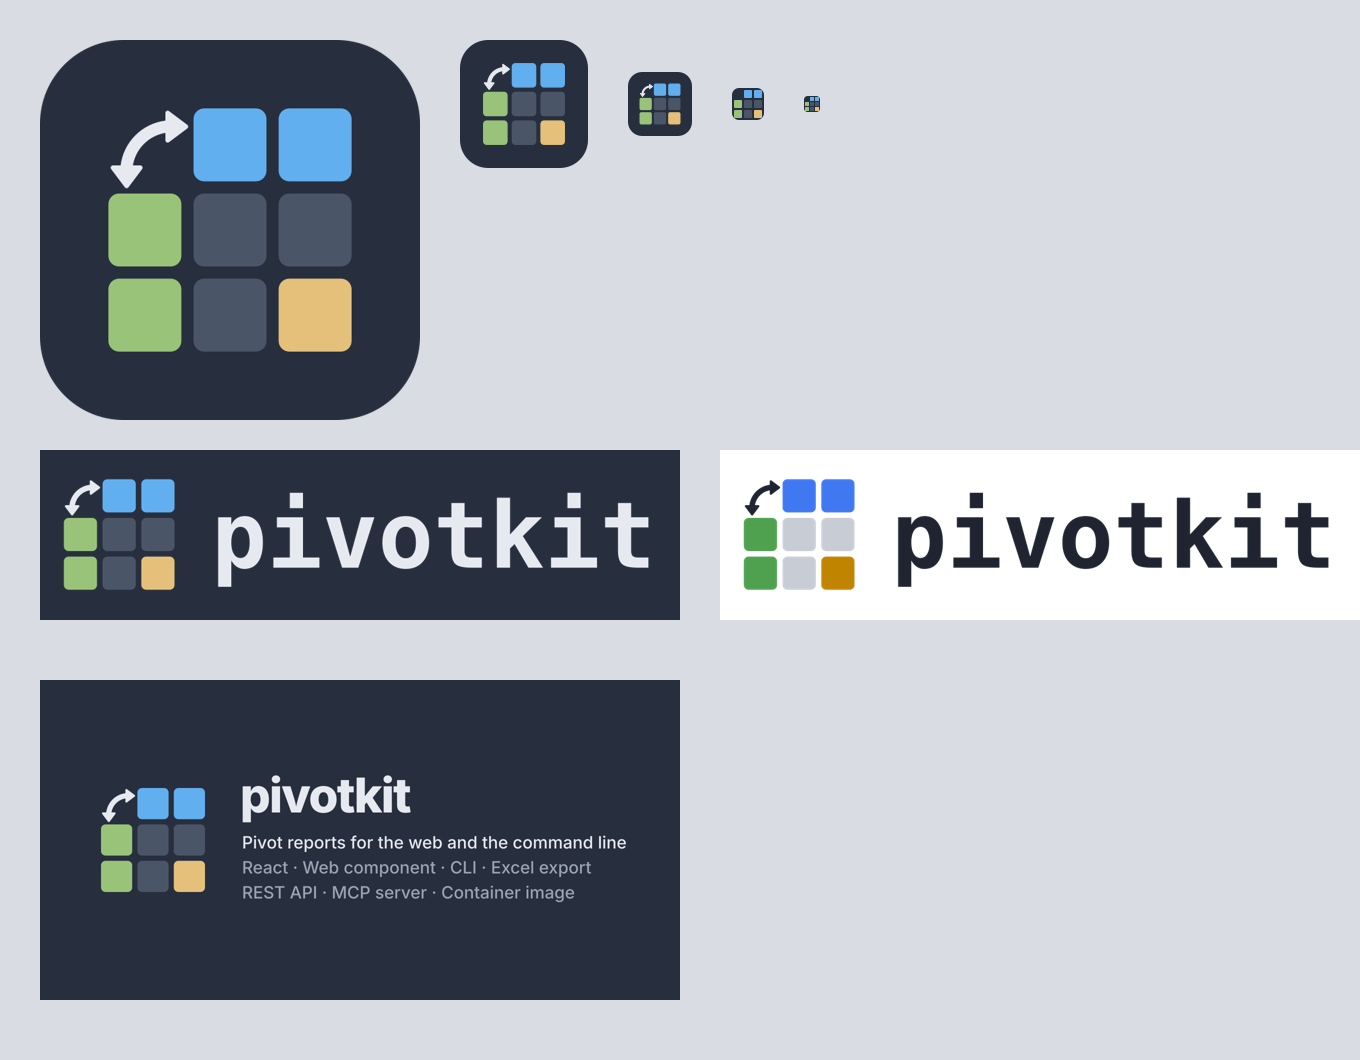 pivotkit
pivotkit
pivotkit
Pivot reports for the web and the command line
React · Web component · CLI · Excel export
REST API · MCP server · Container image